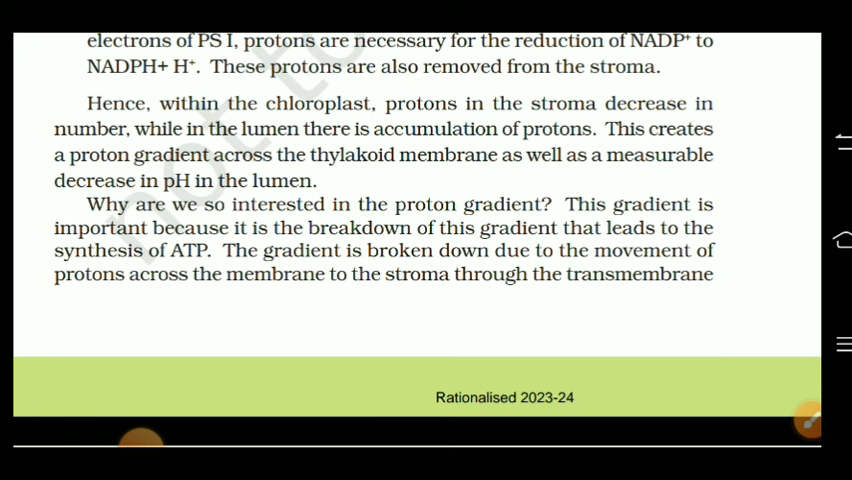 electrons of PS I, protons are necessary for the reduction of NADP⁺ to
NADPH+ H⁺. These protons are also removed from the stroma.
Hence, within the chloroplast, protons in the stroma decrease in
number, while in the lumen there is accumulation of protons. This creates
a proton gradient across the thylakoid membrane as well as a measurable
decrease in pH in the lumen.
Why are we so interested in the proton gradient? This gradient is
important because it is the breakdown of this gradient that leads to the
synthesis of ATP. The gradient is broken down due to the movement of
protons across the membrane to the stroma through the transmembrane
Rationalised 2023-24
not to